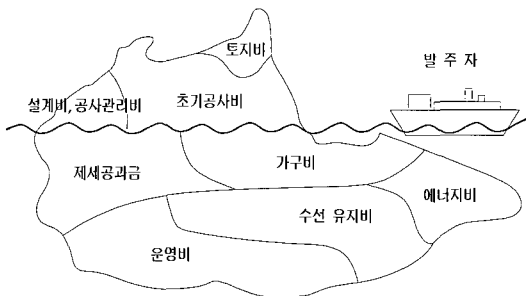 토지비
발 주 자
설계비, 공사관리비
초기공사비
가구비
제세공과금
에너지비
수선 유지비
운영비